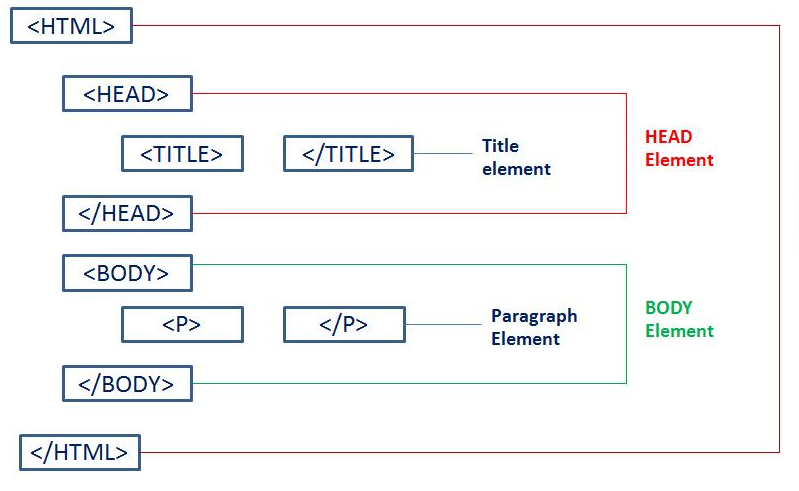 <HTML>
<HEAD>
<TITLE> </TITLE> Title element
HEAD Element
</HEAD>
<BODY>
<P> </P> Paragraph Element
BODY Element
</BODY>
</HTML>